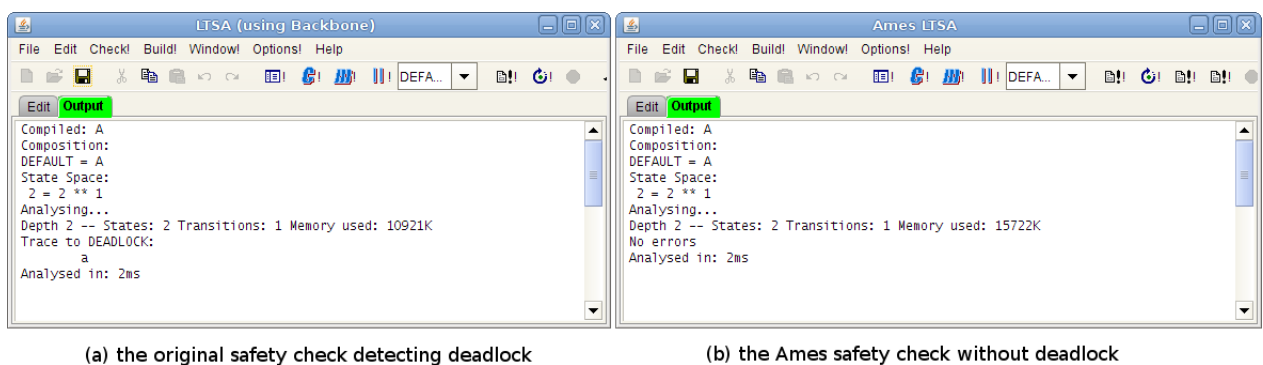 LTSA (using Backbone)
File Edit Check! Build! Window! Options! Help
! ! ! ! DEFA... ! !
Edit Output
Compiled: A
Composition:
DEFAULT = A
State Space:
2 = 2 ** 1
Analysing...
Depth 2 -- States: 2 Transitions: 1 Memory used: 10921K
Trace to DEADLOCK:
a
Analysed in: 2ms
(a) the original safety check detecting deadlock
Ames LTSA
File Edit Check! Build! Window! Options! Help
! ! ! ! DEFA... ! ! ! !
Edit Output
Compiled: A
Composition:
DEFAULT = A
State Space:
2 = 2 ** 1
Analysing...
Depth 2 -- States: 2 Transitions: 1 Memory used: 15722K
No errors
Analysed in: 2ms
(b) the Ames safety check without deadlock